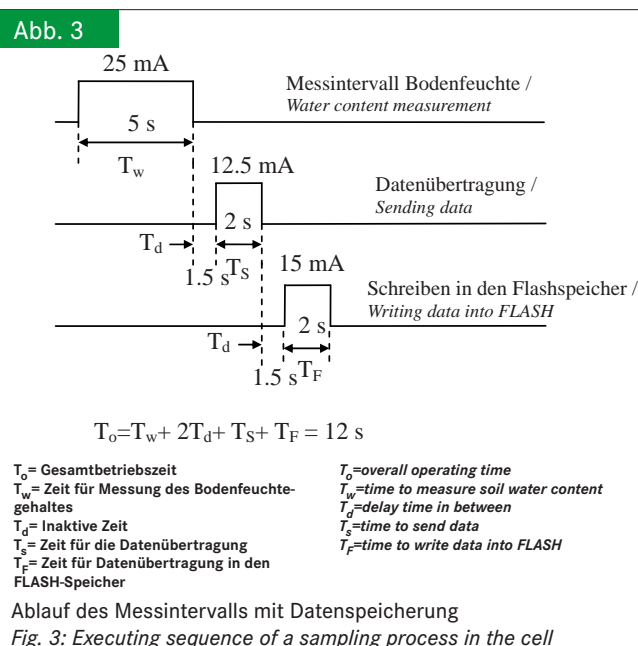 Abb. 3
25 mA
Messintervall Bodenfeuchte /
Water content measurement
5 s
T_w
12.5 mA
Datenübertragung /
Sending data
2 s
T_d
1.5 s
T_S
15 mA
Schreiben in den Flashspeicher /
Writing data into FLASH
2 s
T_d
1.5 s
T_F
T_o=T_w+ 2T_d+ T_S+ T_F = 12 s
T_o= Gesamtbetriebszeit
T_w= Zeit für Messung des Bodenfeuchte-
gehaltes
T_d= Inaktive Zeit
T_s= Zeit für die Datenübertragung
T_F= Zeit für Datenübertragung in den
FLASH-Speicher
T_o=overall operating time
T_w=time to measure soil water content
T_d=delay time in between
T_s=time to send data
T_F=time to write data into FLASH
Ablauf des Messintervalls mit Datenspeicherung
Fig. 3: Executing sequence of a sampling process in the cell